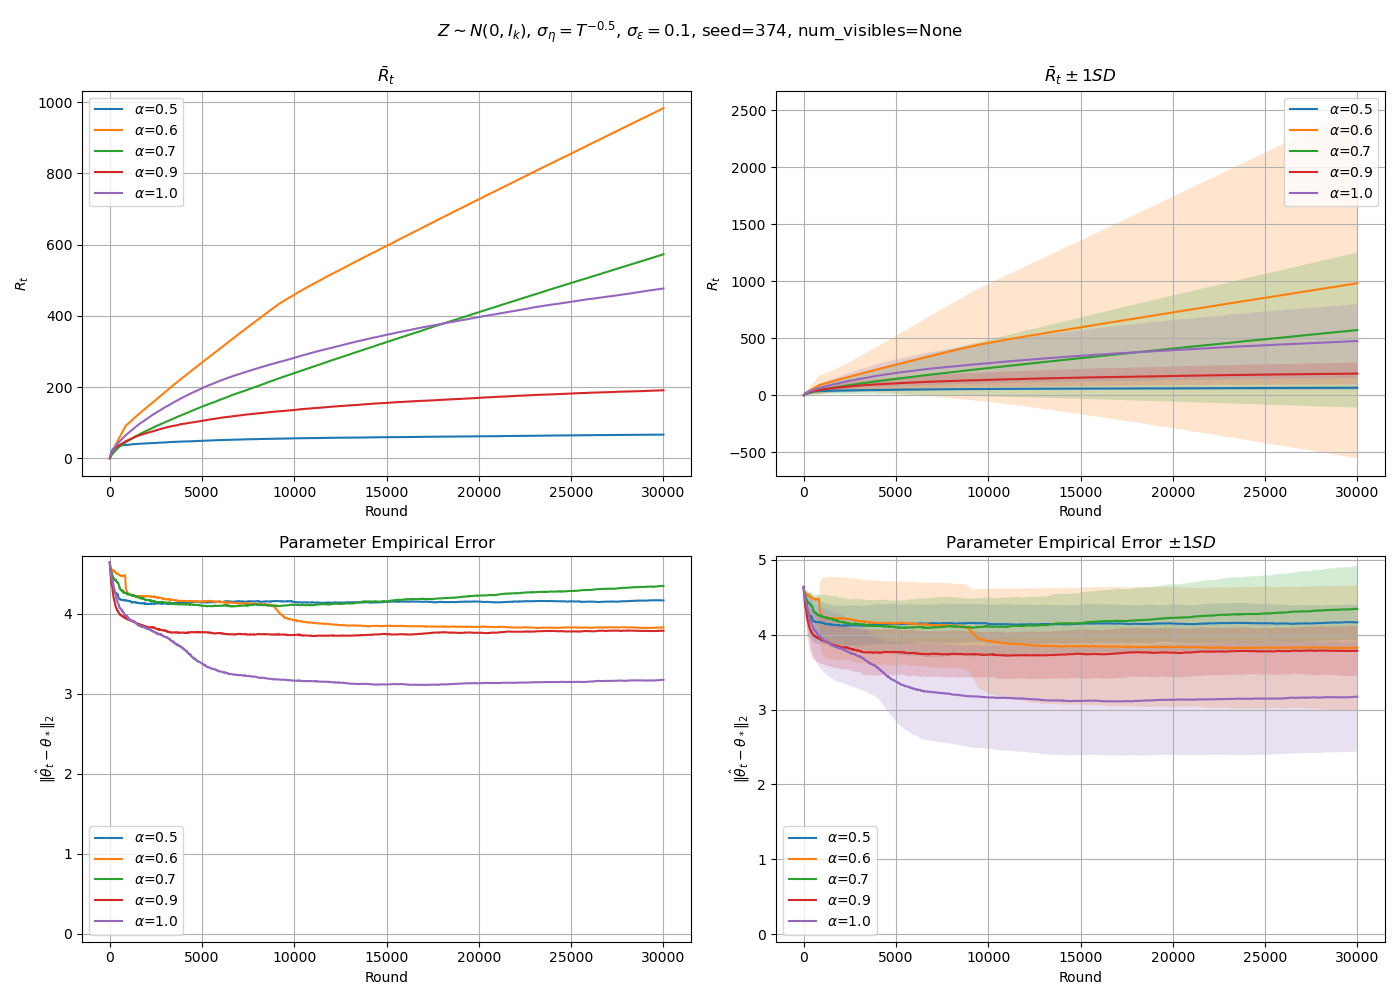 Z ~ N(0, I_k), σ_η = T^{−0.5}, σ_ε = 0.1, seed=374, num_visibles=None
R̄_t
R_t
1000
800
600
400
200
0
α=0.5
α=0.6
α=0.7
α=0.9
α=1.0
0 5000 10000 15000 20000 25000 30000
Round
R̄_t ± 1SD
R_t
2500
2000
1500
1000
500
0
−500
α=0.5
α=0.6
α=0.7
α=0.9
α=1.0
0 5000 10000 15000 20000 25000 30000
Round
Parameter Empirical Error
‖θ̂_t − θ_*‖_2
4
3
2
1
0
α=0.5
α=0.6
α=0.7
α=0.9
α=1.0
0 5000 10000 15000 20000 25000 30000
Round
Parameter Empirical Error ±1SD
‖θ̂_t − θ_*‖_2
5
4
3
2
1
0
α=0.5
α=0.6
α=0.7
α=0.9
α=1.0
0 5000 10000 15000 20000 25000 30000
Round